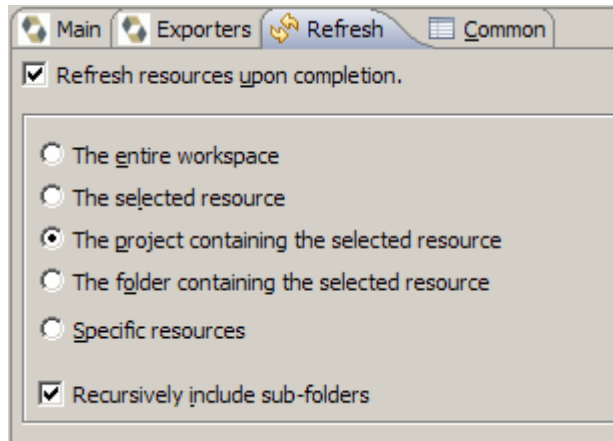 Main Exporters Refresh Common
Refresh resources upon completion.
The entire workspace
The selected resource
The project containing the selected resource
The folder containing the selected resource
Specific resources
Recursively include sub-folders